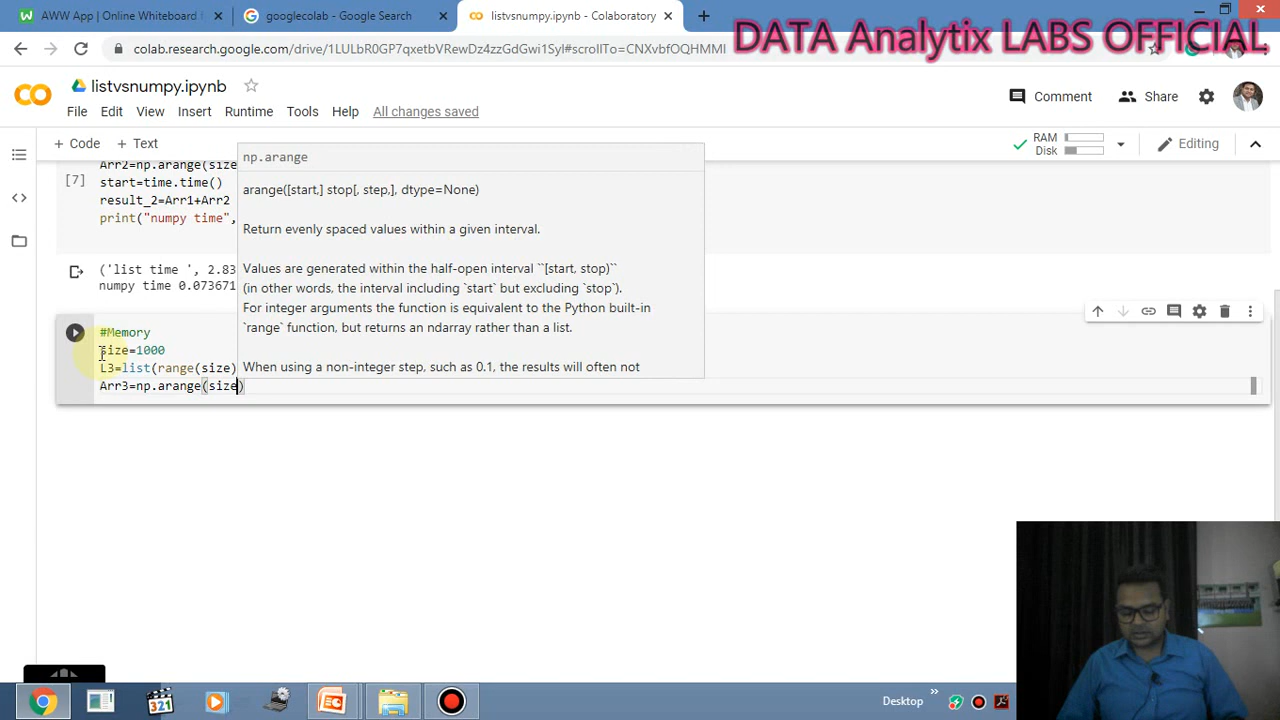 AWW App | Online Whiteboard
googlecolab - Google Search
listvsnumpy.ipynb - Colaboratory
colab.research.google.com/drive/1LULbR0GP7qxetbVRewDz4zzGdGwi1Syl#scrollTo=CNXvbfOQHMMI
DATA Analytix LABS OFFICIAL
listvsnumpy.ipynb
Comment
Share
File Edit View Insert Runtime Tools Help All changes saved
+ Code + Text
RAM
Disk
Editing
Arr2=np.arange(size
[7] start=time.time()
result_2=Arr1+Arr2
print("numpy time",
('list time ', 2.83
numpy time 0.073671
np.arange
arange([start,] stop[, step,], dtype=None)
Return evenly spaced values within a given interval.
Values are generated within the half-open interval ``[start, stop)``
(in other words, the interval including `start` but excluding `stop`).
For integer arguments the function is equivalent to the Python built-in
`range` function, but returns an ndarray rather than a list.
When using a non-integer step, such as 0.1, the results will often not
#Memory
size=1000
L3=list(range(size)
Arr3=np.arange(size)
321
Desktop